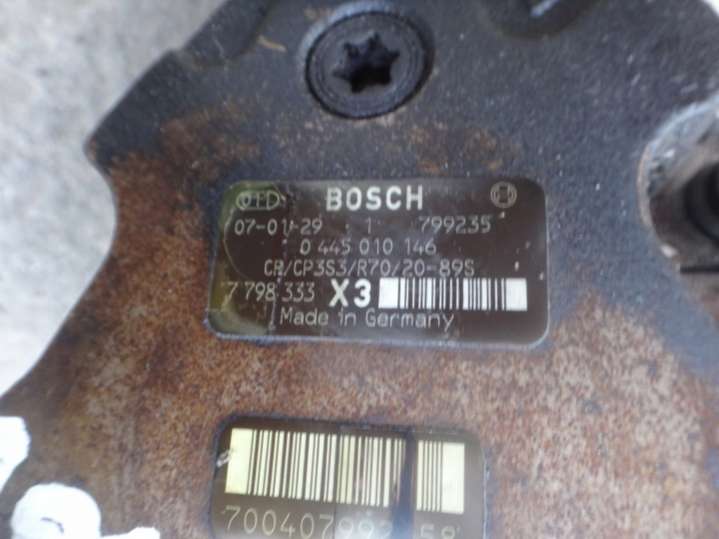 BOSCH
07-01-29 1 799235
0 445 010 146
CR/CP3S3/R70/20-89S
7 798 333 X3
Made in Germany